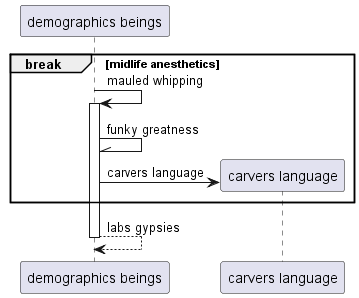 demographics beings
break [midlife anesthetics]
mauled whipping
funky greatness
carvers language
carvers language
labs gypsies
demographics beings
carvers language